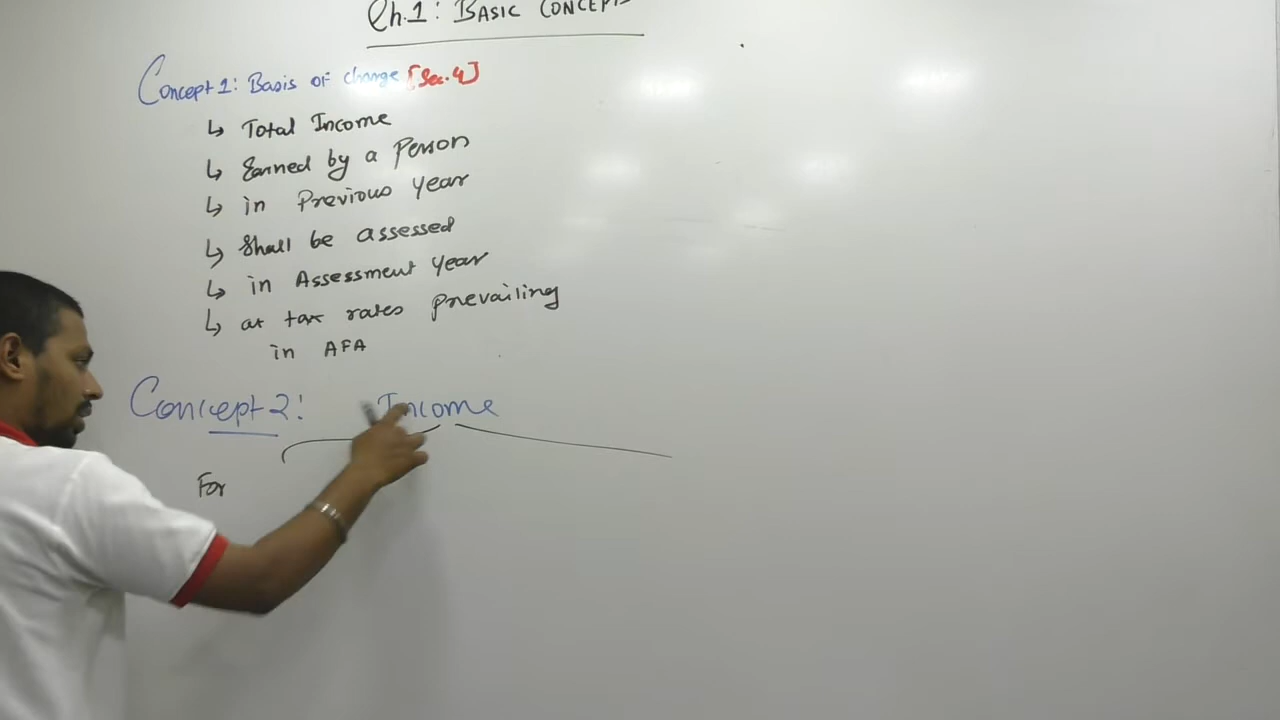 Ch.1: BASIC CONCEPTS
Concept 1: Basis of change [Sec.4]
↳ Total Income
↳ Earned by a Person
↳ in Previous year
↳ Shall be assessed
↳ in Assessment year
↳ at tax rates prevailing
in AFA
Concept 2: Income
For